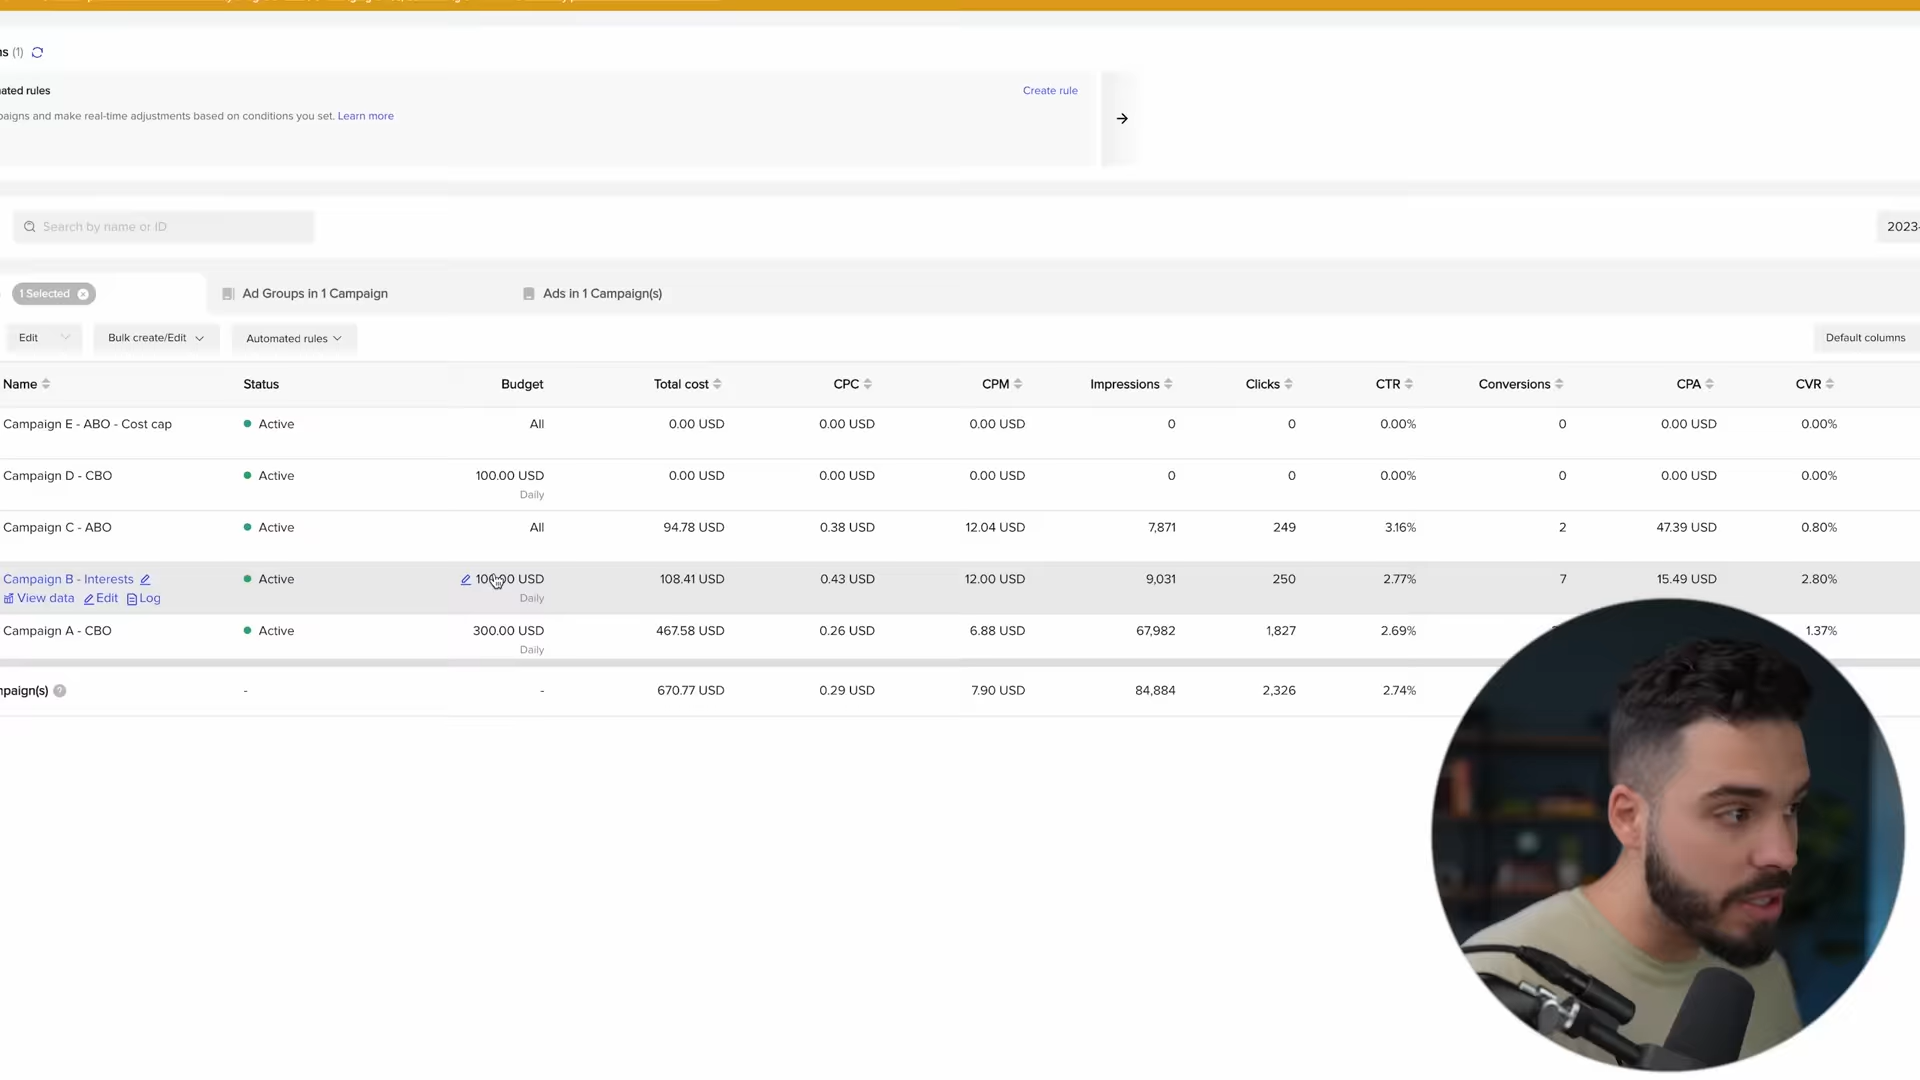 ns (1)
ated rules
Create rule
paigns and make real-time adjustments based on conditions you set. Learn more
Search by name or ID
2023-
1 Selected
Ad Groups in 1 Campaign
Ads in 1 Campaign(s)
Edit
Bulk create/Edit
Automated rules
Default columns
Name Status Budget Total cost CPC CPM Impressions Clicks CTR Conversions CPA CVR
Campaign E - ABO - Cost cap Active All 0.00 USD 0.00 USD 0.00 USD 0 0 0.00% 0 0.00 USD 0.00%
Campaign D - CBO Active 100.00 USD 0.00 USD 0.00 USD 0.00 USD 0 0 0.00% 0 0.00 USD 0.00%
Daily
Campaign C - ABO Active All 94.78 USD 0.38 USD 12.04 USD 7,871 249 3.16% 2 47.39 USD 0.80%
Campaign B - Interests Active 100.00 USD 108.41 USD 0.43 USD 12.00 USD 9,031 250 2.77% 7 15.49 USD 2.80%
View data Edit Log Daily
Campaign A - CBO Active 300.00 USD 467.58 USD 0.26 USD 6.88 USD 67,982 1,827 2.69% 1.37%
Daily
mpaign(s) - - 670.77 USD 0.29 USD 7.90 USD 84,884 2,326 2.74%